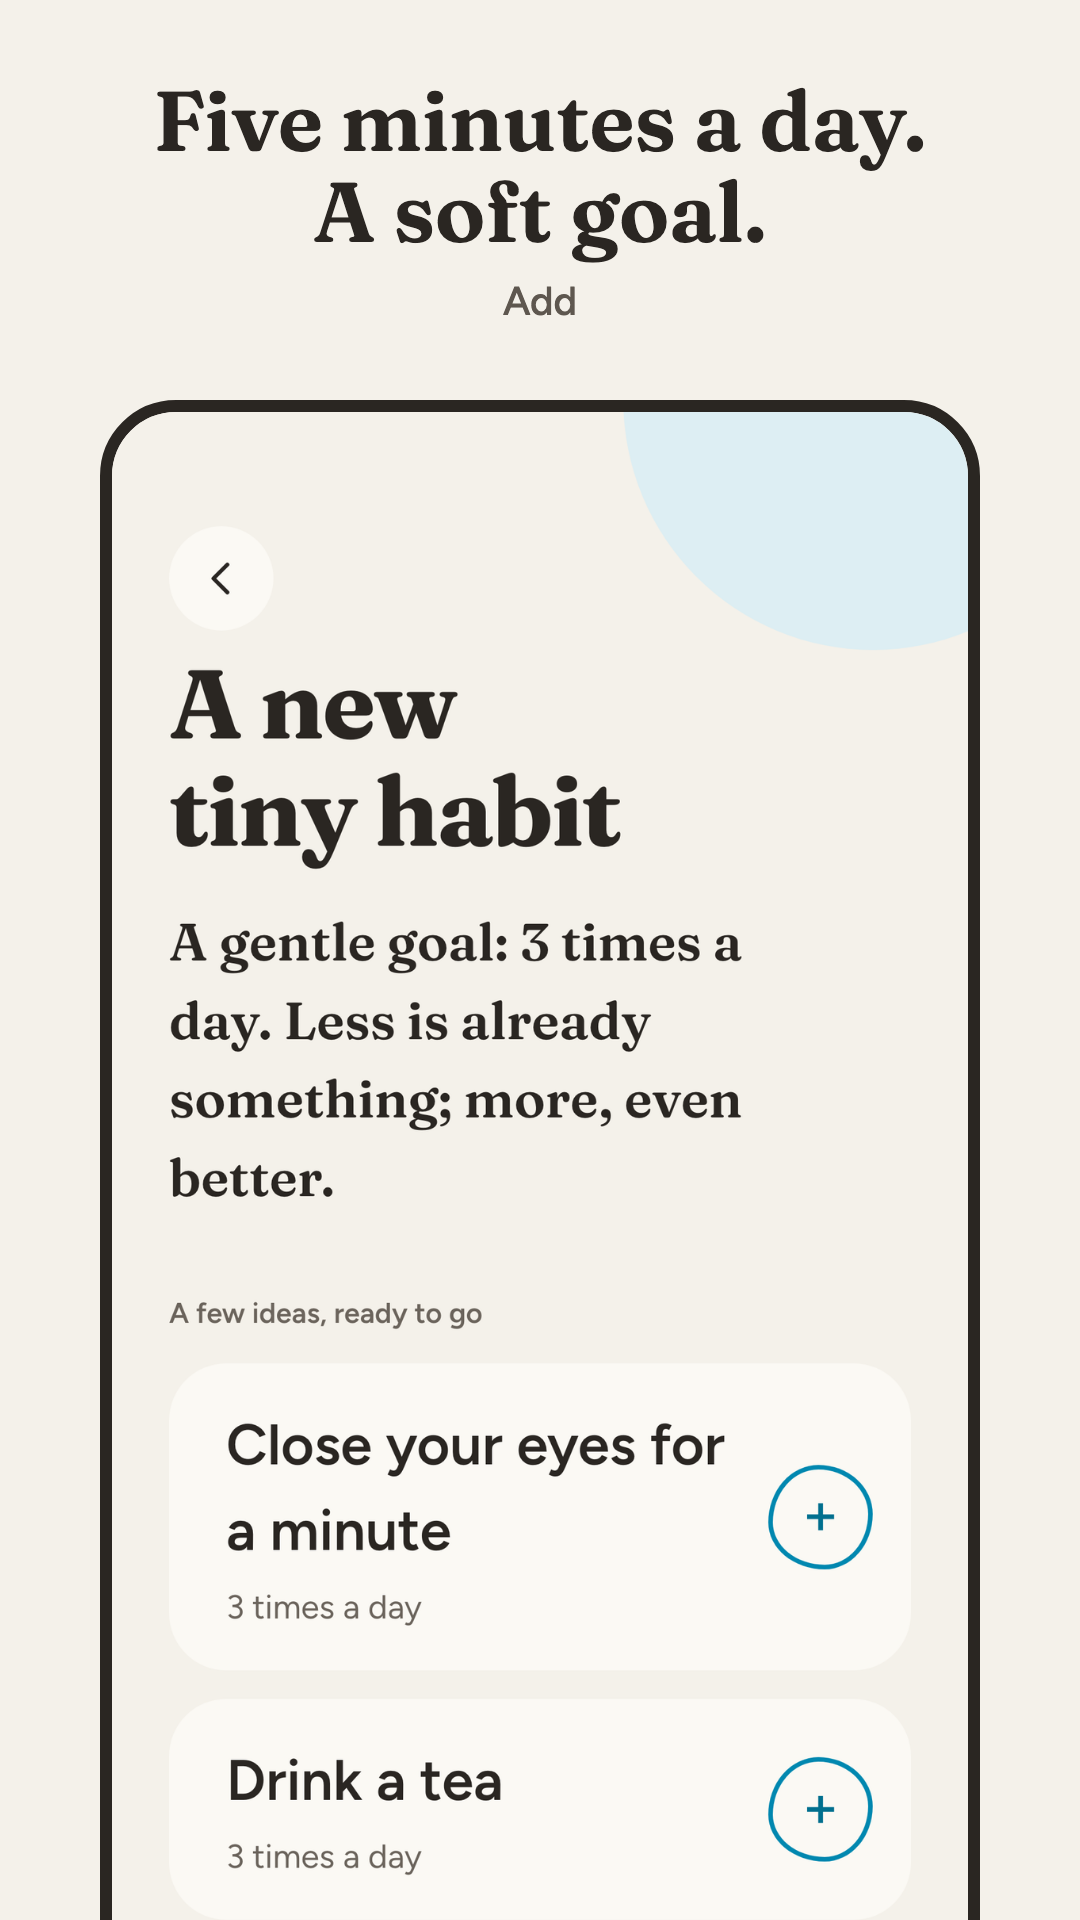 Five minutes a day.
A soft goal.
Add
A new
tiny habit
A gentle goal: 3 times a
day. Less is already
something; more, even
better.
A few ideas, ready to go
Close your eyes for
a minute
3 times a day
Drink a tea
3 times a day